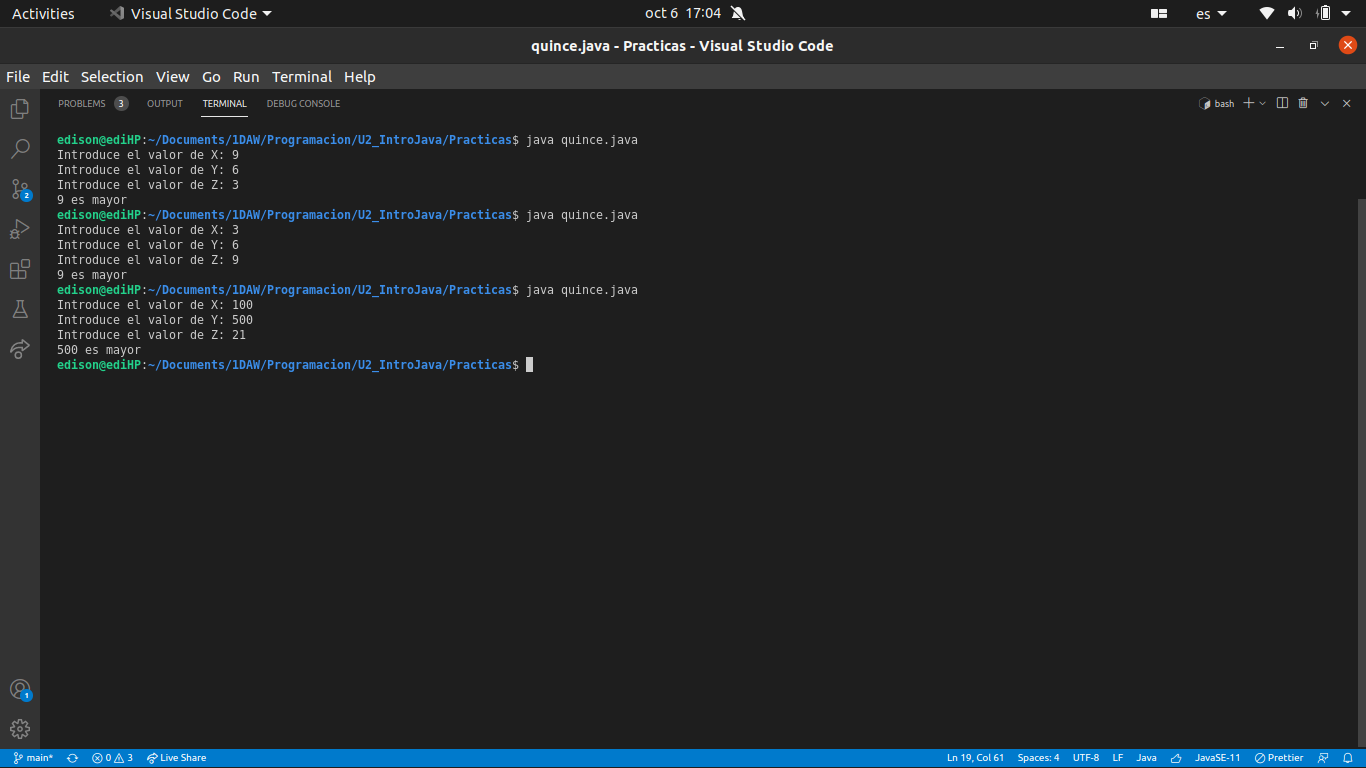 Activities Visual Studio Code oct 6 17:04 es
quince.java - Practicas - Visual Studio Code
File Edit Selection View Go Run Terminal Help
PROBLEMS 3 OUTPUT TERMINAL DEBUG CONSOLE bash
edison@ediHP:~/Documents/1DAW/Programacion/U2_IntroJava/Practicas$ java quince.java
Introduce el valor de X: 9
Introduce el valor de Y: 6
Introduce el valor de Z: 3
9 es mayor
edison@ediHP:~/Documents/1DAW/Programacion/U2_IntroJava/Practicas$ java quince.java
Introduce el valor de X: 3
Introduce el valor de Y: 6
Introduce el valor de Z: 9
9 es mayor
edison@ediHP:~/Documents/1DAW/Programacion/U2_IntroJava/Practicas$ java quince.java
Introduce el valor de X: 100
Introduce el valor de Y: 500
Introduce el valor de Z: 21
500 es mayor
edison@ediHP:~/Documents/1DAW/Programacion/U2_IntroJava/Practicas$
2
1
main* 0 3 Live Share Ln 19, Col 61 Spaces: 4 UTF-8 LF Java JavaSE-11 Prettier